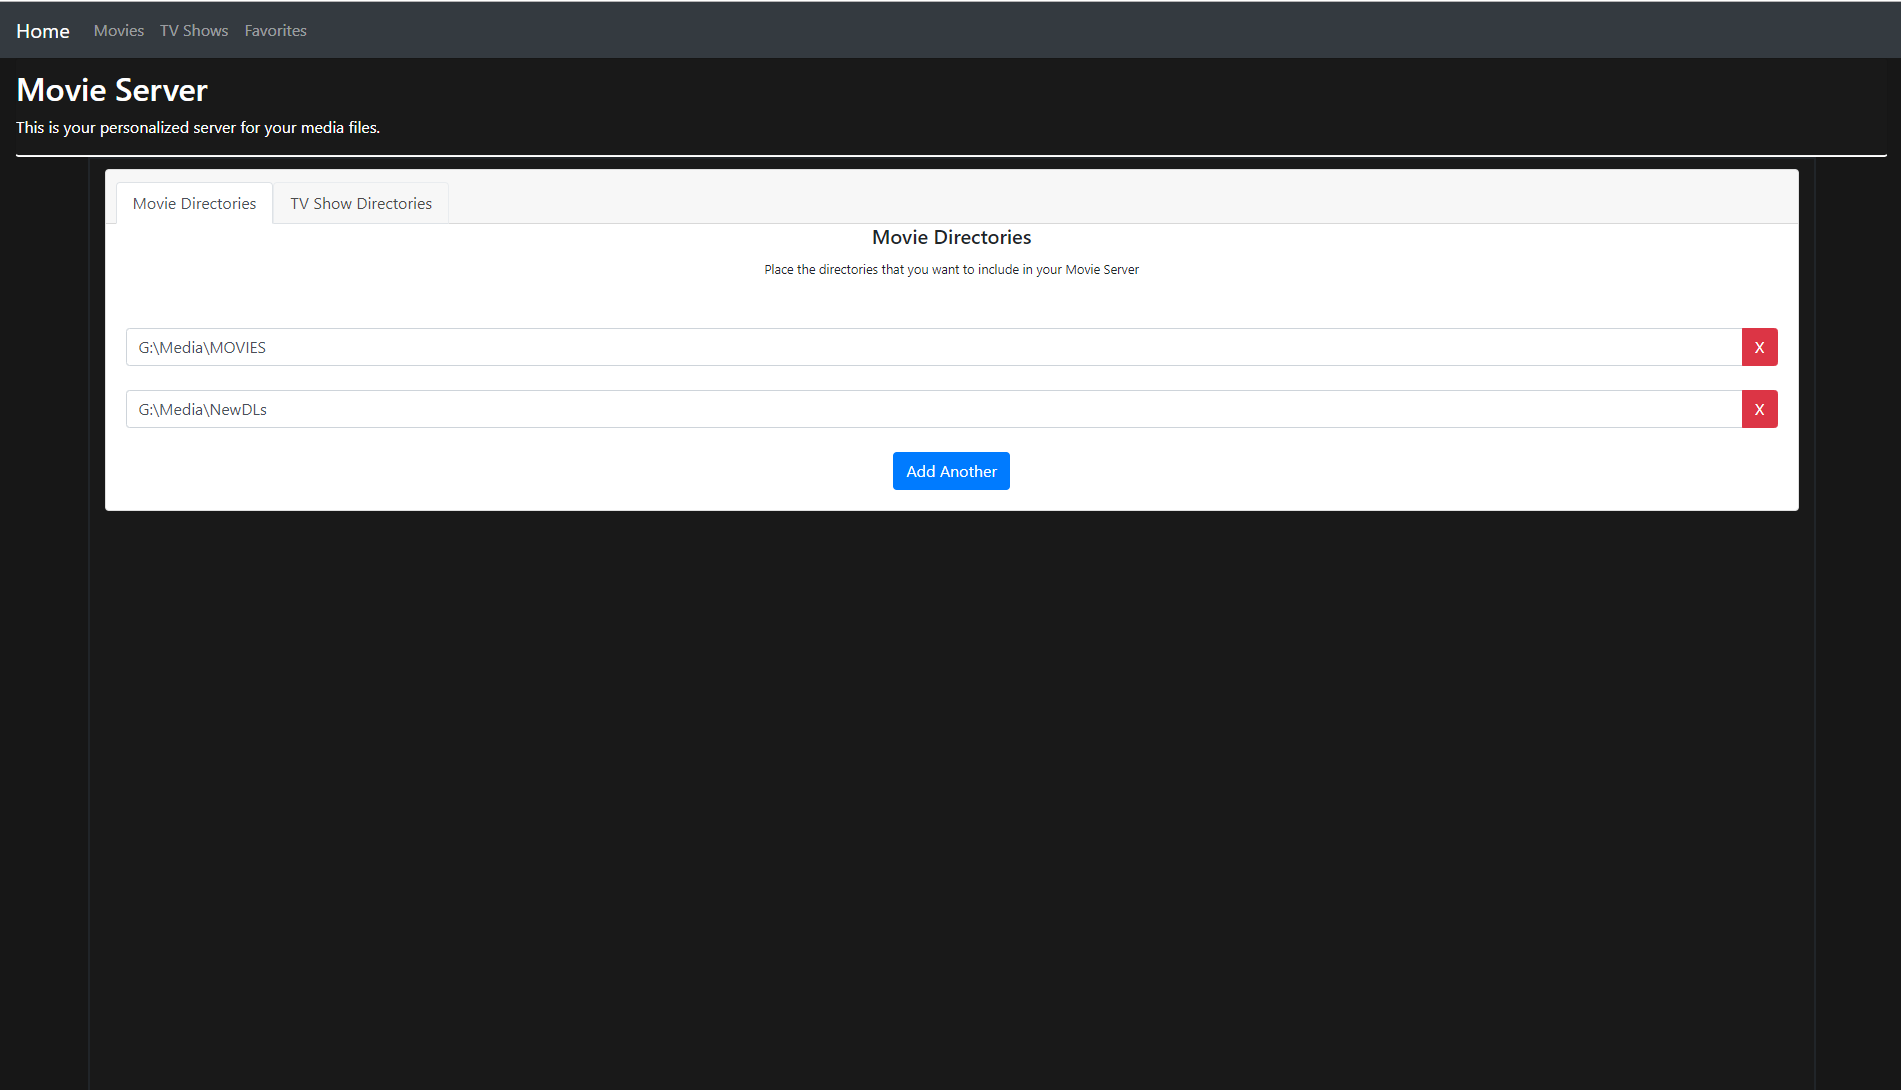 Home Movies TV Shows Favorites
Movie Server
This is your personalized server for your media files.
Movie Directories TV Show Directories
Movie Directories
Place the directories that you want to include in your Movie Server
G:\Media\MOVIES X
G:\Media\NewDLs X
Add Another